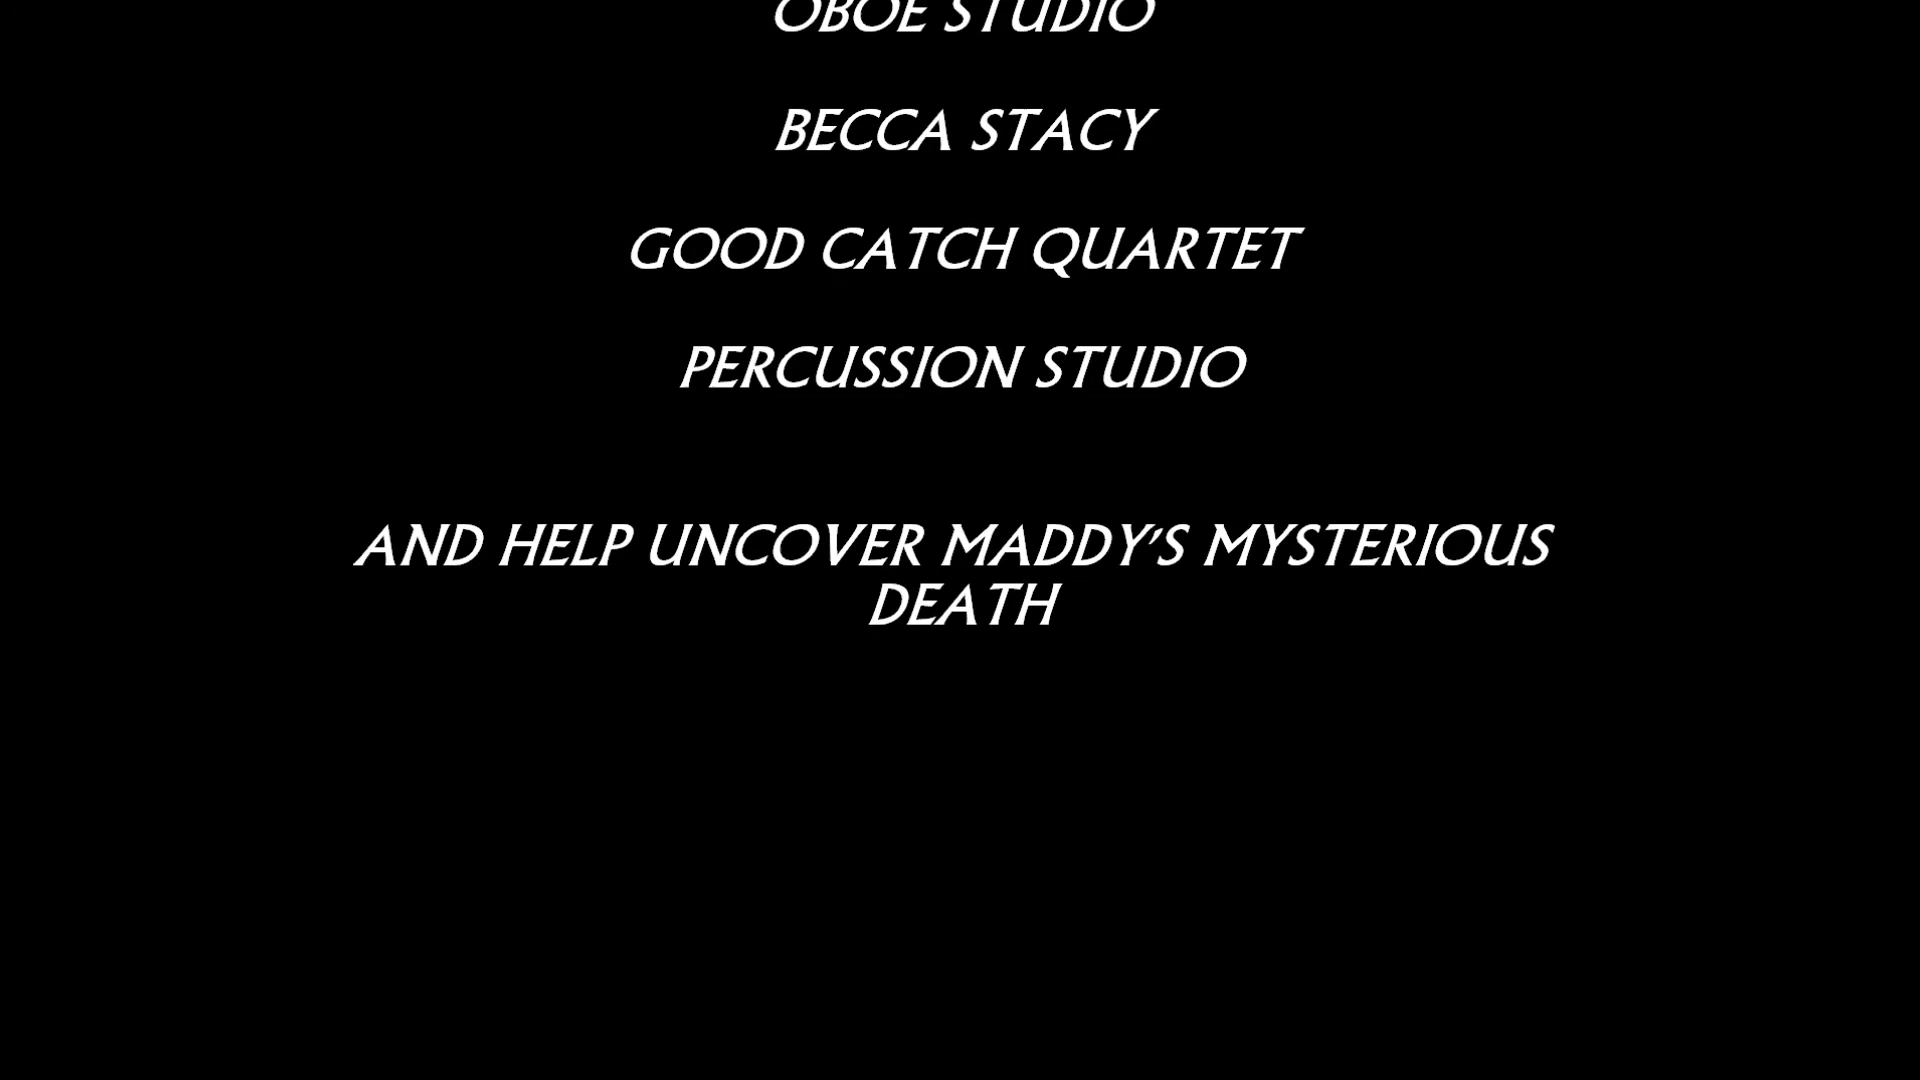 OBOE STUDIO
BECCA STACY
GOOD CATCH QUARTET
PERCUSSION STUDIO
AND HELP UNCOVER MADDY'S MYSTERIOUS
DEATH